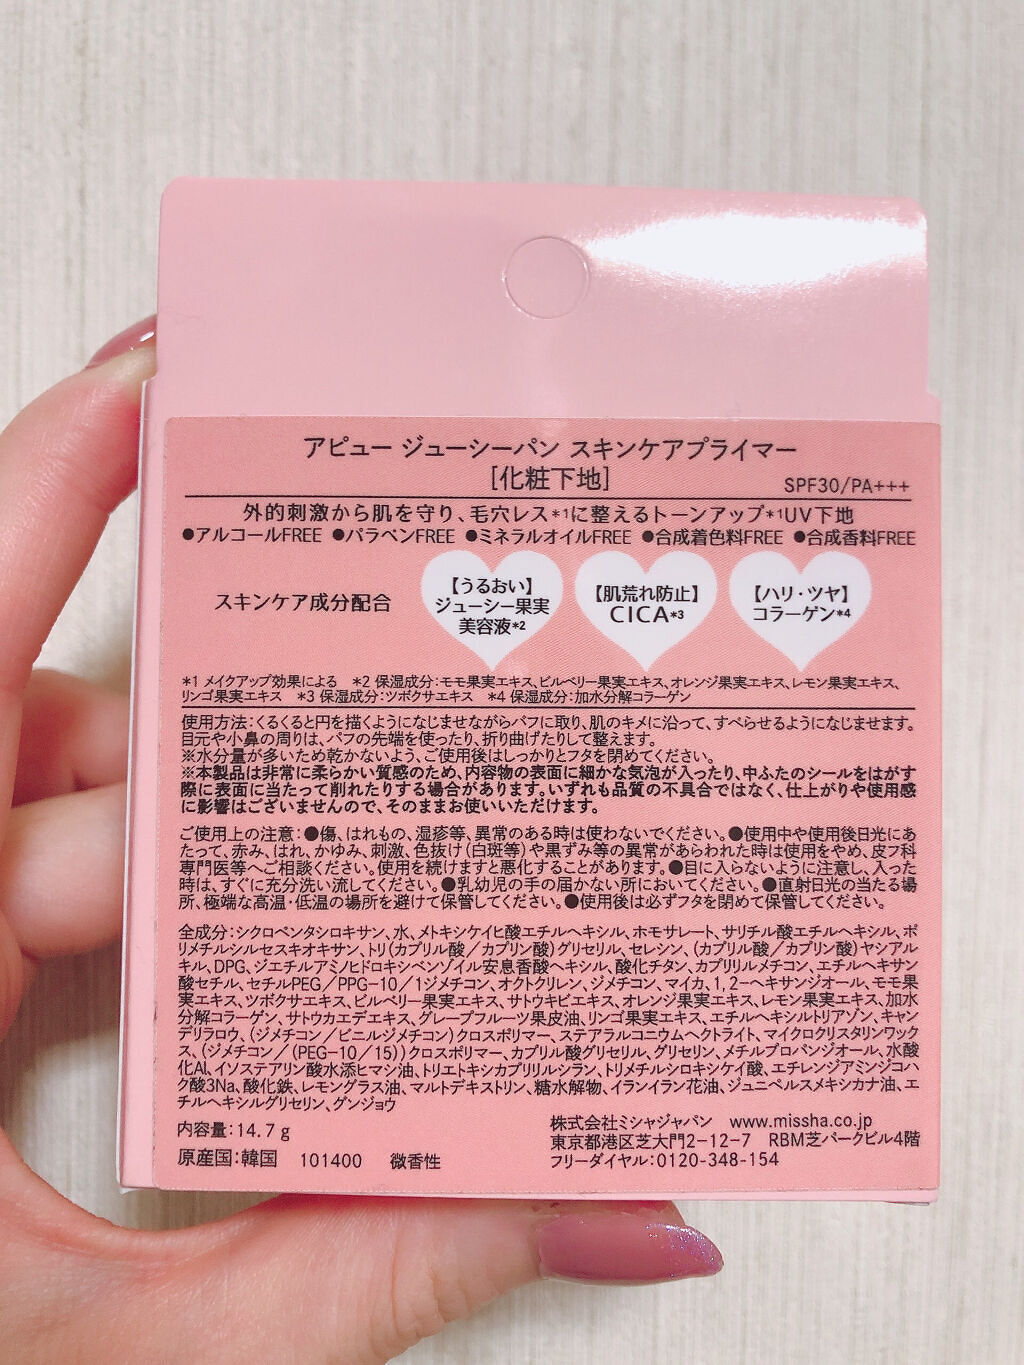 アピュー ジューシーパン スキンケアプライマー
[化粧下地]
SPF30/PA+++
外的刺激から肌を守り、毛穴レス*1に整えるトーンアップ*1UV下地
●アルコールFREE ●パラベンFREE ●ミネラルオイルFREE ●合成着色料FREE ●合成香料FREE
スキンケア成分配合
【うるおい】
ジューシー果実
美容液*2
【肌荒れ防止】
CICA*3
【ハリ・ツヤ】
コラーゲン*4
*1 メイクアップ効果による　*2 保湿成分：モモ果実エキス、ビルベリー果実エキス、オレンジ果実エキス、レモン果実エキス、
リンゴ果実エキス　*3 保湿成分：ツボクサエキス　*4 保湿成分：加水分解コラーゲン
使用方法：くるくると円を描くようになじませながらパフに取り、肌のキメに沿って、すべらせるようになじませます。
目元や小鼻の周りは、パフの先端を使ったり、折り曲げたりして整えます。
※水分量が多いため乾かないよう、ご使用後はしっかりとフタを閉めてください。
※本製品は非常に柔らかい質感のため、内容物の表面に細かな気泡が入ったり、中ふたのシールをはがす
際に表面に当たって削れたりする場合があります。いずれも品質の不具合ではなく、仕上がりや使用感
に影響はございませんので、そのままお使いいただけます。
ご使用上の注意：●傷、はれもの、湿疹等、異常のある時は使わないでください。●使用中や使用後日光にあ
たって、赤み、はれ、かゆみ、刺激、色抜け（白斑等）や黒ずみ等の異常があらわれた時は使用をやめ、皮フ科
専門医等へご相談ください。使用を続けますと悪化することがあります。●目に入らないように注意し、入った
時は、すぐに充分洗い流してください。●乳幼児の手の届かない所においてください。●直射日光の当たる場
所、極端な高温・低温の場所を避けて保管してください。●使用後は必ずフタを閉めて保管してください。
全成分：シクロペンタシロキサン、水、メトキシケイヒ酸エチルヘキシル、ホモサレート、サリチル酸エチルヘキシル、ポ
リメチルシルセスキオキサン、トリ（カプリル酸／カプリン酸）グリセリル、セレシン、（カプリル酸／カプリン酸）ヤシアル
キル、DPG、ジエチルアミノヒドロキシベンゾイル安息香酸ヘキシル、酸化チタン、カプリリルメチコン、エチルヘキサン
酸セチル、セチルPEG／PPG-10／1ジメチコン、オクトクリレン、ジメチコン、マイカ、1,2-ヘキサンジオール、モモ果
実エキス、ツボクサエキス、ビルベリー果実エキス、サトウキビエキス、オレンジ果実エキス、レモン果実エキス、加水
分解コラーゲン、サトウカエデエキス、グレープフルーツ果皮油、リンゴ果実エキス、エチルヘキシルトリアゾン、キャン
デリラロウ、（ジメチコン／ビニルジメチコン）クロスポリマー、ステアラルコニウムヘクトライト、マイクロクリスタリンワック
ス、（ジメチコン／（PEG-10／15））クロスポリマー、カプリル酸グリセリル、グリセリン、メチルプロパンジオール、水酸
化Al、イソステアリン酸水添ヒマシ油、トリエトキシカプリリルシラン、トリメチルシロキシケイ酸、エチレンジアミンジコハ
ク酸3Na、酸化鉄、レモングラス油、マルトデキストリン、糖水解物、イランイラン花油、ジュニペルスメキシカナ油、エ
チルヘキシルグリセリン、グンジョウ
内容量：14.7g
原産国：韓国　101400　微香性
株式会社ミシャジャパン　www.missha.co.jp
東京都港区芝大門2-12-7　RBM芝パークビル4階
フリーダイヤル：0120-348-154